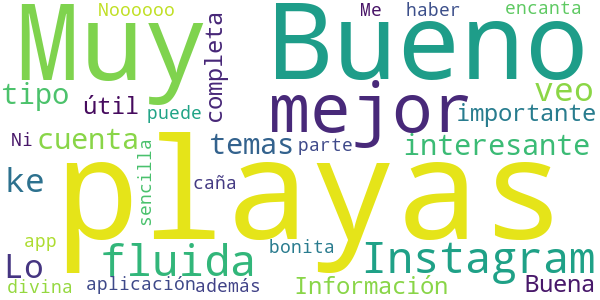 Noooooo
Me
haber
encanta
Muy
Bueno
completa
tipo
útil
puede
mejor
veo
importante
Ni
cuenta
temas
parte
interesante
ke
playas
sencilla
caña
app
Lo
fluida
bonita
Instagram
divina
aplicación
además
Información
Buena